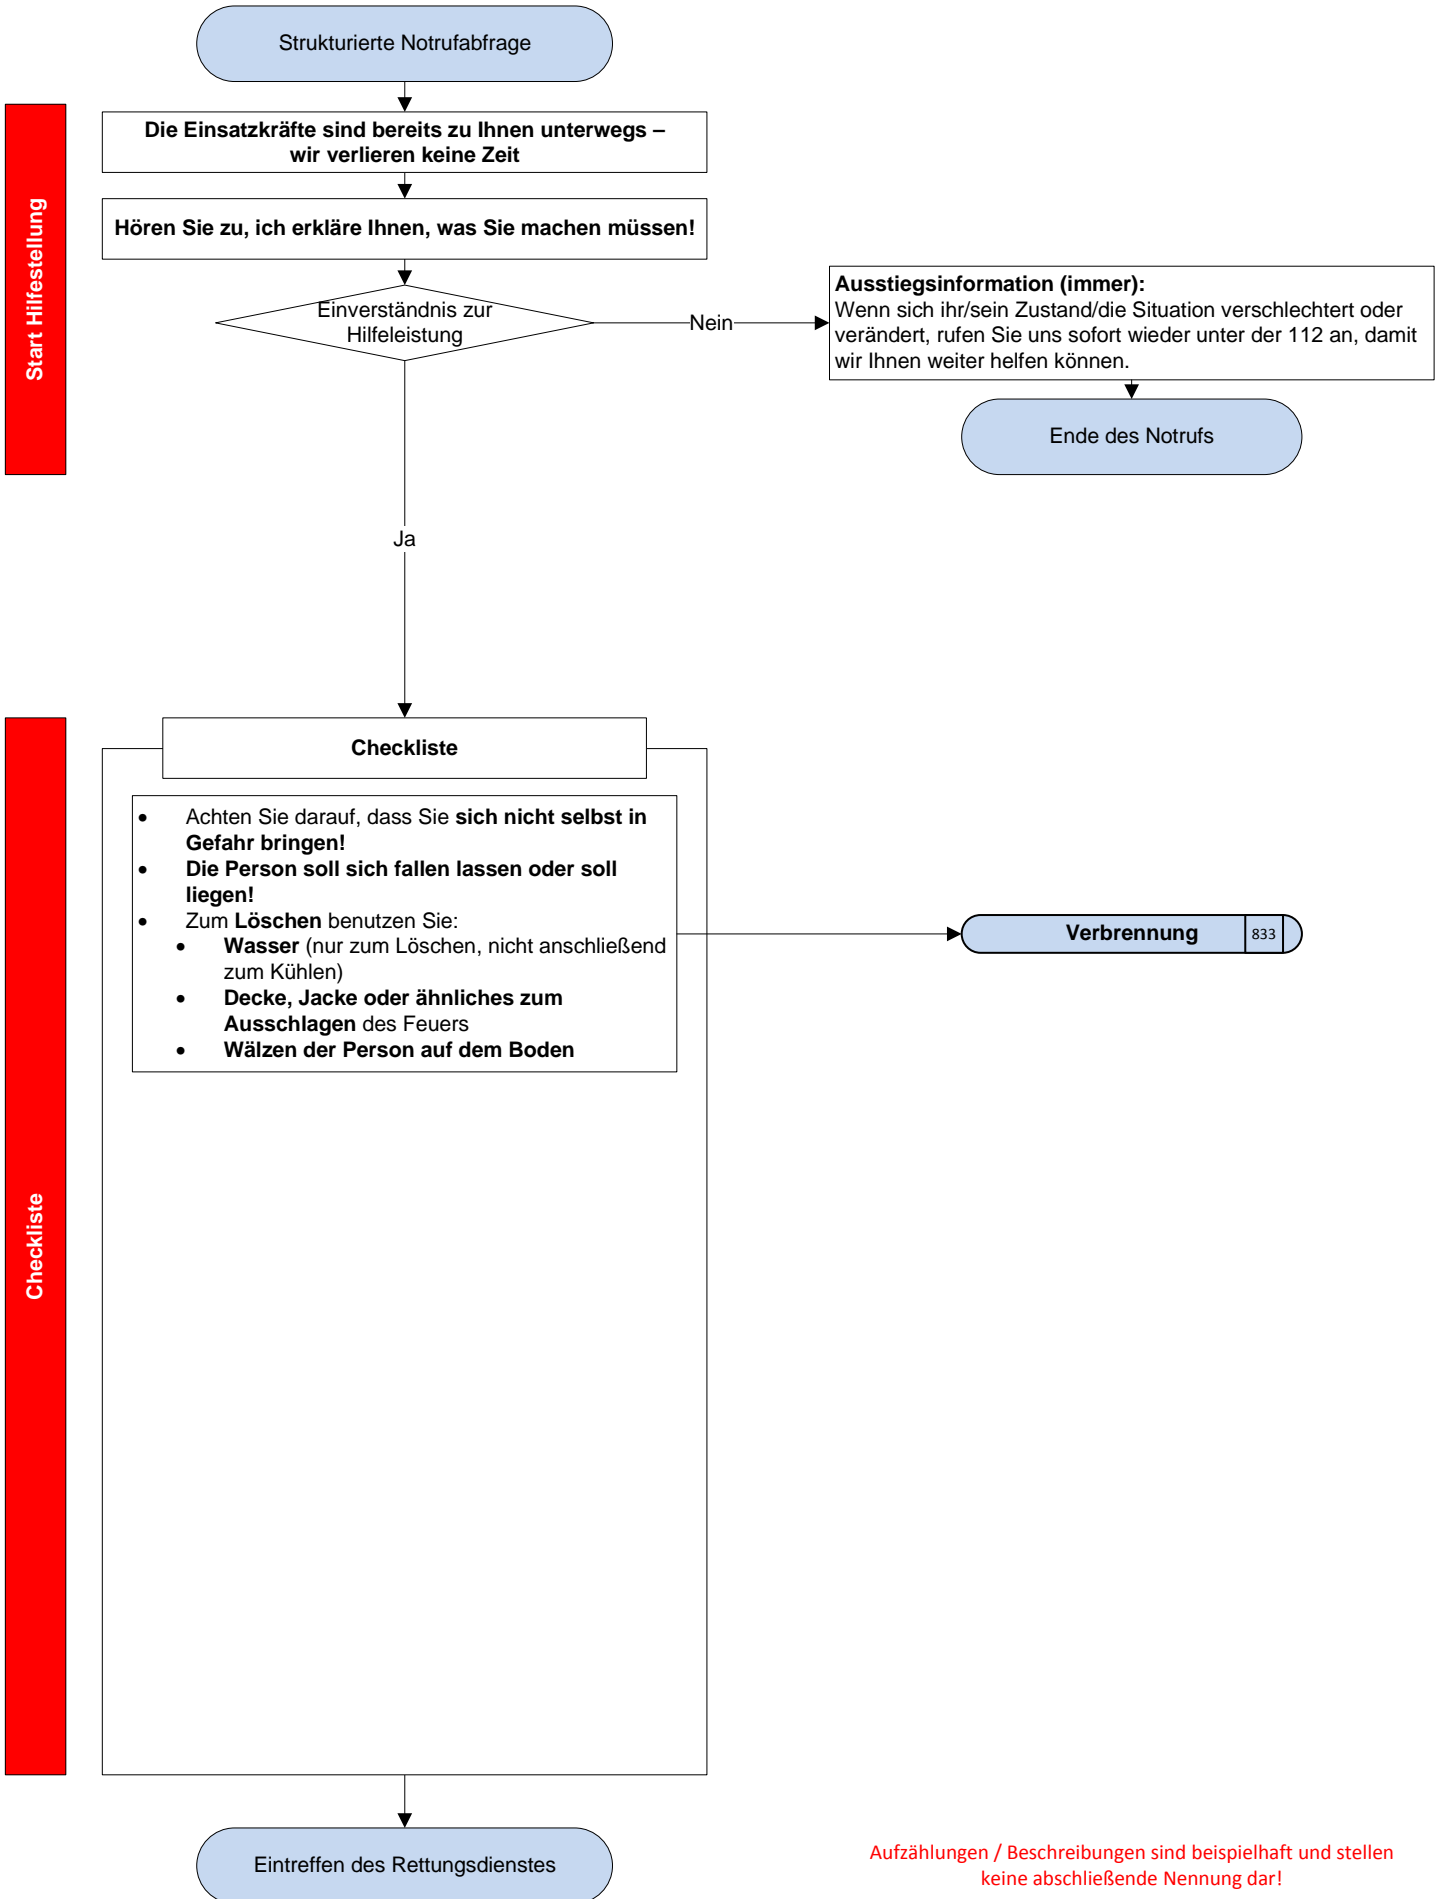 Strukturierte Notrufabfrage
Start Hilfestellung
Die Einsatzkräfte sind bereits zu Ihnen unterwegs –
wir verlieren keine Zeit
Hören Sie zu, ich erkläre Ihnen, was Sie machen müssen!
Einverständnis zur
Hilfeleistung
Nein
Ausstiegsinformation (immer):
Wenn sich ihr/sein Zustand/die Situation verschlechtert oder
verändert, rufen Sie uns sofort wieder unter der 112 an, damit
wir Ihnen weiter helfen können.
Ende des Notrufs
Ja
Checkliste
Checkliste
• Achten Sie darauf, dass Sie sich nicht selbst in
Gefahr bringen!
• Die Person soll sich fallen lassen oder soll
liegen!
• Zum Löschen benutzen Sie:
• Wasser (nur zum Löschen, nicht anschließend
zum Kühlen)
• Decke, Jacke oder ähnliches zum
Ausschlagen des Feuers
• Wälzen der Person auf dem Boden
Verbrennung 833
Eintreffen des Rettungsdienstes
Aufzählungen / Beschreibungen sind beispielhaft und stellen
keine abschließende Nennung dar!